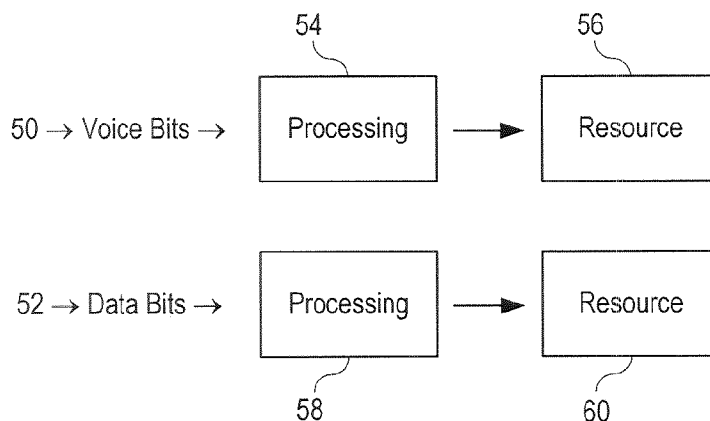 54 56
50 → Voice Bits → Processing Resource
52 → Data Bits → Processing Resource
58 60